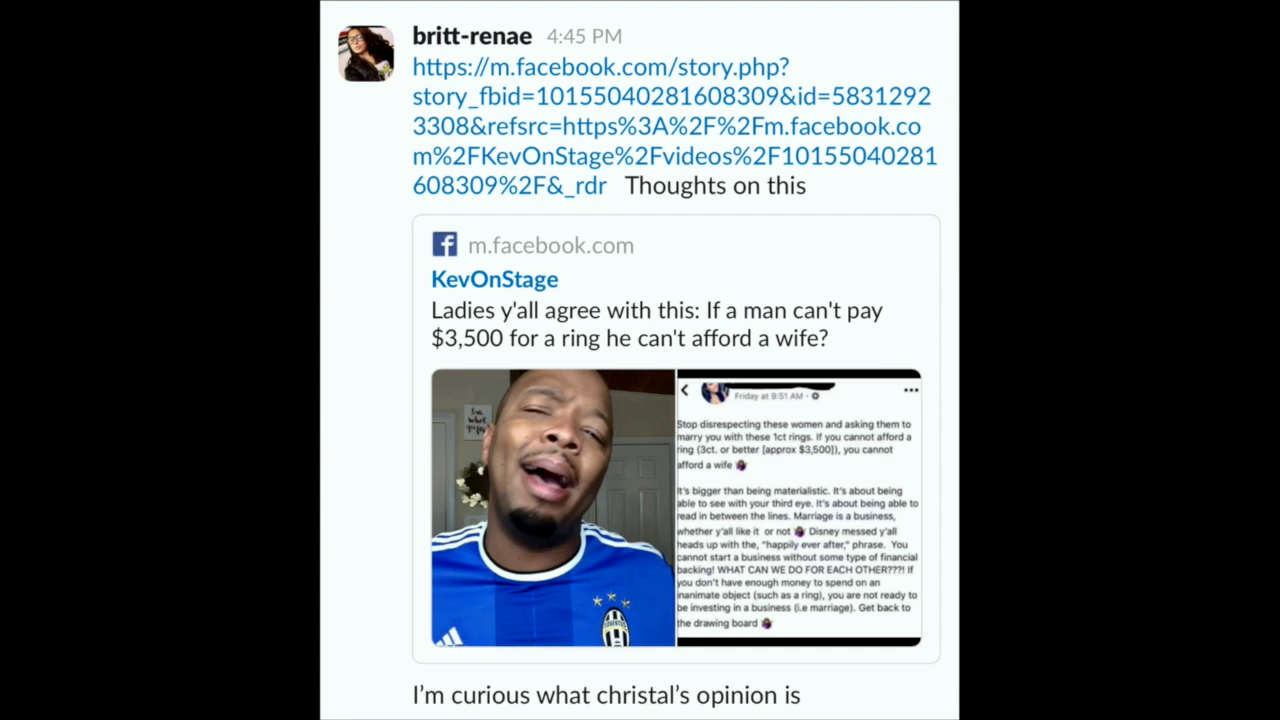 britt-renae 4:45 PM
https://m.facebook.com/story.php?
story_fbid=10155040281608309&id=5831292
3308&refsrc=https%3A%2F%2Fm.facebook.co
m%2FKevOnStage%2Fvideos%2F10155040281
608309%2F&_rdr Thoughts on this
m.facebook.com
KevOnStage
Ladies y'all agree with this: If a man can't pay
$3,500 for a ring he can't afford a wife?
JUVENTUS
Friday at 9:51 AM
Stop disrespecting these women and asking them to
marry you with these 1ct rings. If you cannot afford a
ring (3ct. or better [approx $3,500]), you cannot
afford a wife
It's bigger than being materialistic. It's about being
able to see with your third eye. It's about being able to
read in between the lines. Marriage is a business,
whether y'all like it or not Disney messed y'all
heads up with the, "happily ever after," phrase. You
cannot start a business without some type of financial
backing! WHAT CAN WE DO FOR EACH OTHER???! If
you don't have enough money to spend on an
inanimate object (such as a ring), you are not ready to
be investing in a business (i.e marriage). Get back to
the drawing board
I'm curious what christal's opinion is